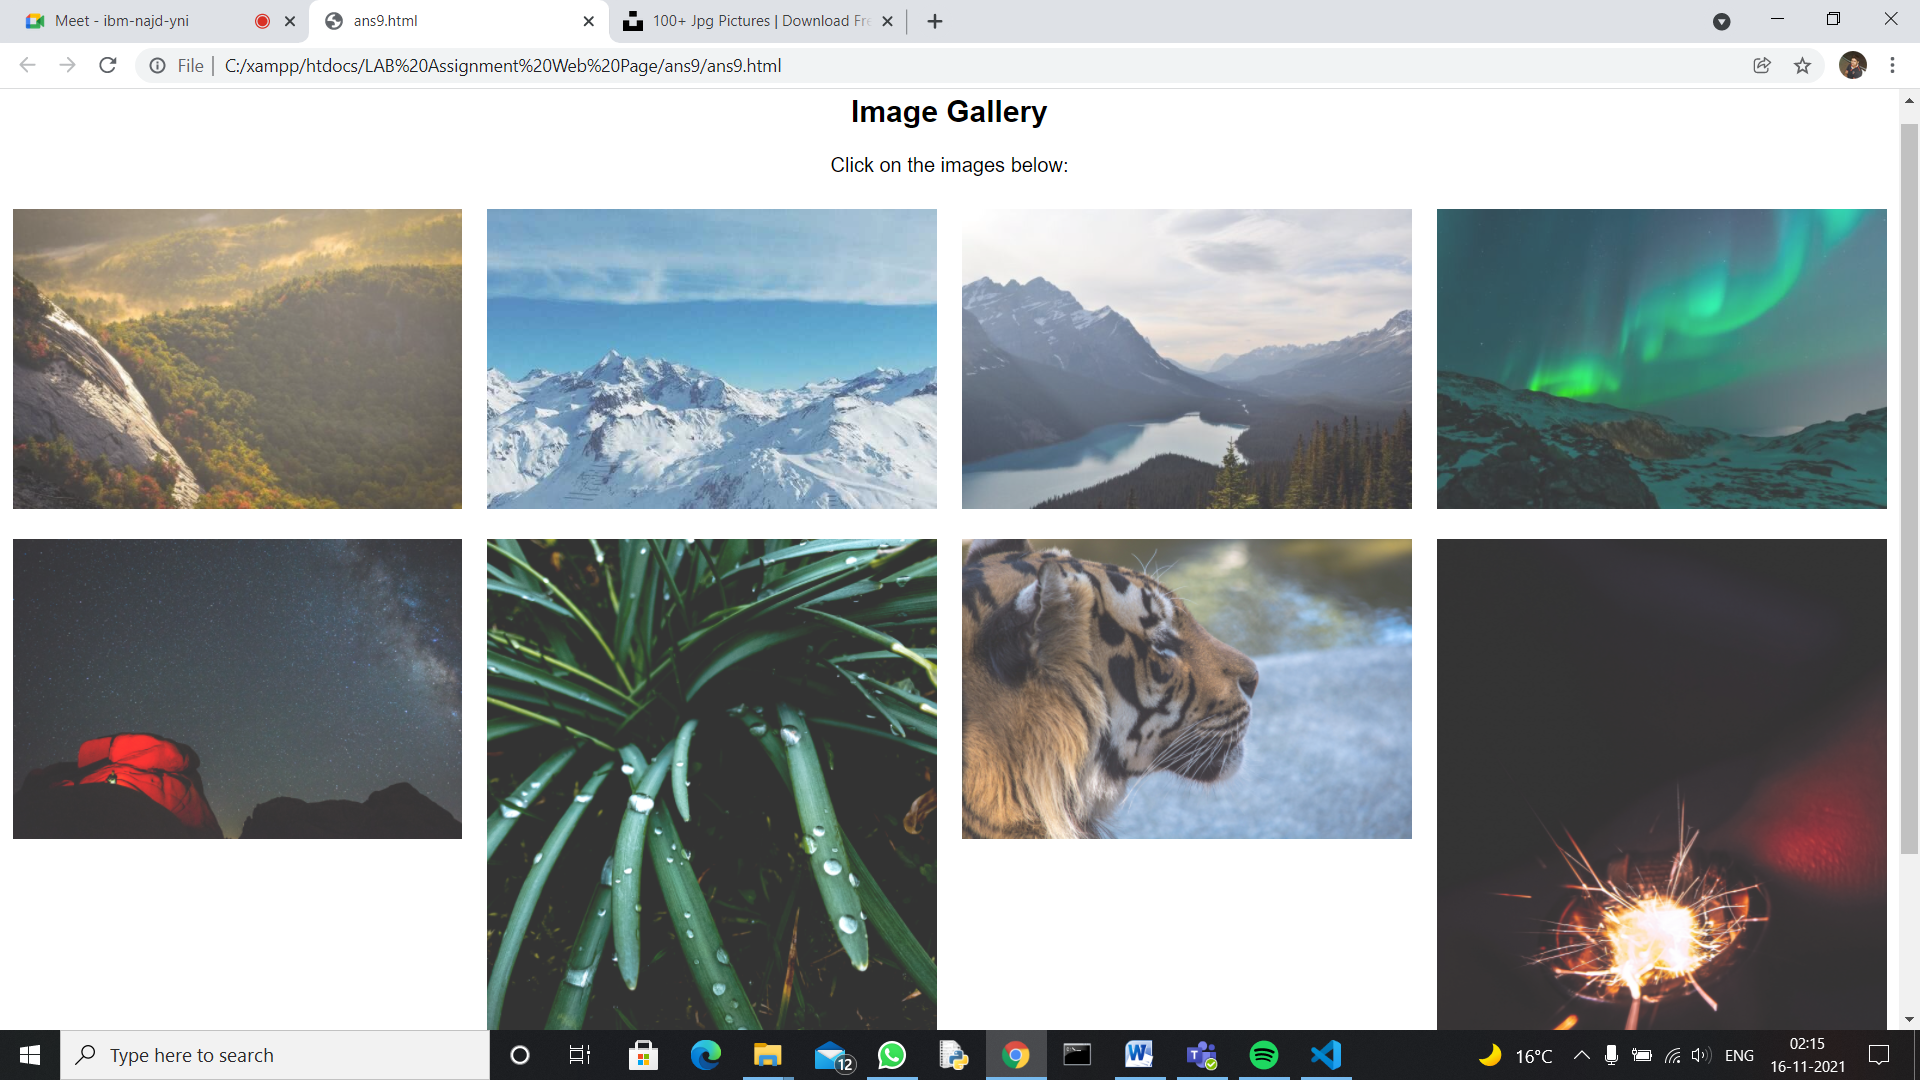 Meet - ibm-najd-yni
ans9.html
100+ Jpg Pictures | Download Fre
File | C:/xampp/htdocs/LAB%20Assignment%20Web%20Page/ans9/ans9.html
Image Gallery
Click on the images below:
Type here to search
12
16°C
ENG
02:15
16-11-2021